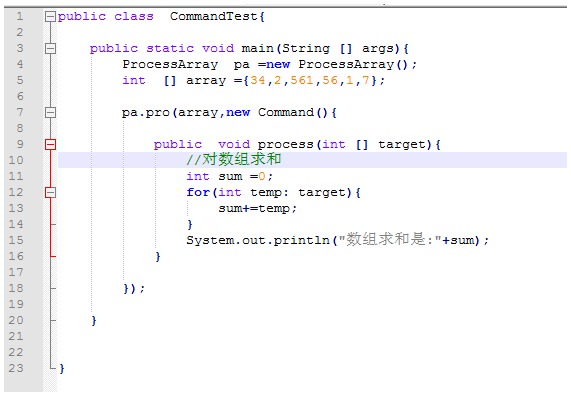 1 public class  CommandTest{
2
3     public static void main(String [] args){
4         ProcessArray  pa =new ProcessArray();
5         int  [] array ={34,2,561,56,1,7};
6
7         pa.pro(array,new Command(){
8
9             public  void process(int [] target){
10                 //对数组求和
11                 int sum =0;
12                 for(int temp: target){
13                     sum+=temp;
14                 }
15                 System.out.println("数组求和是:"+sum);
16             }
17
18         });
19
20     }
21
22
23 }